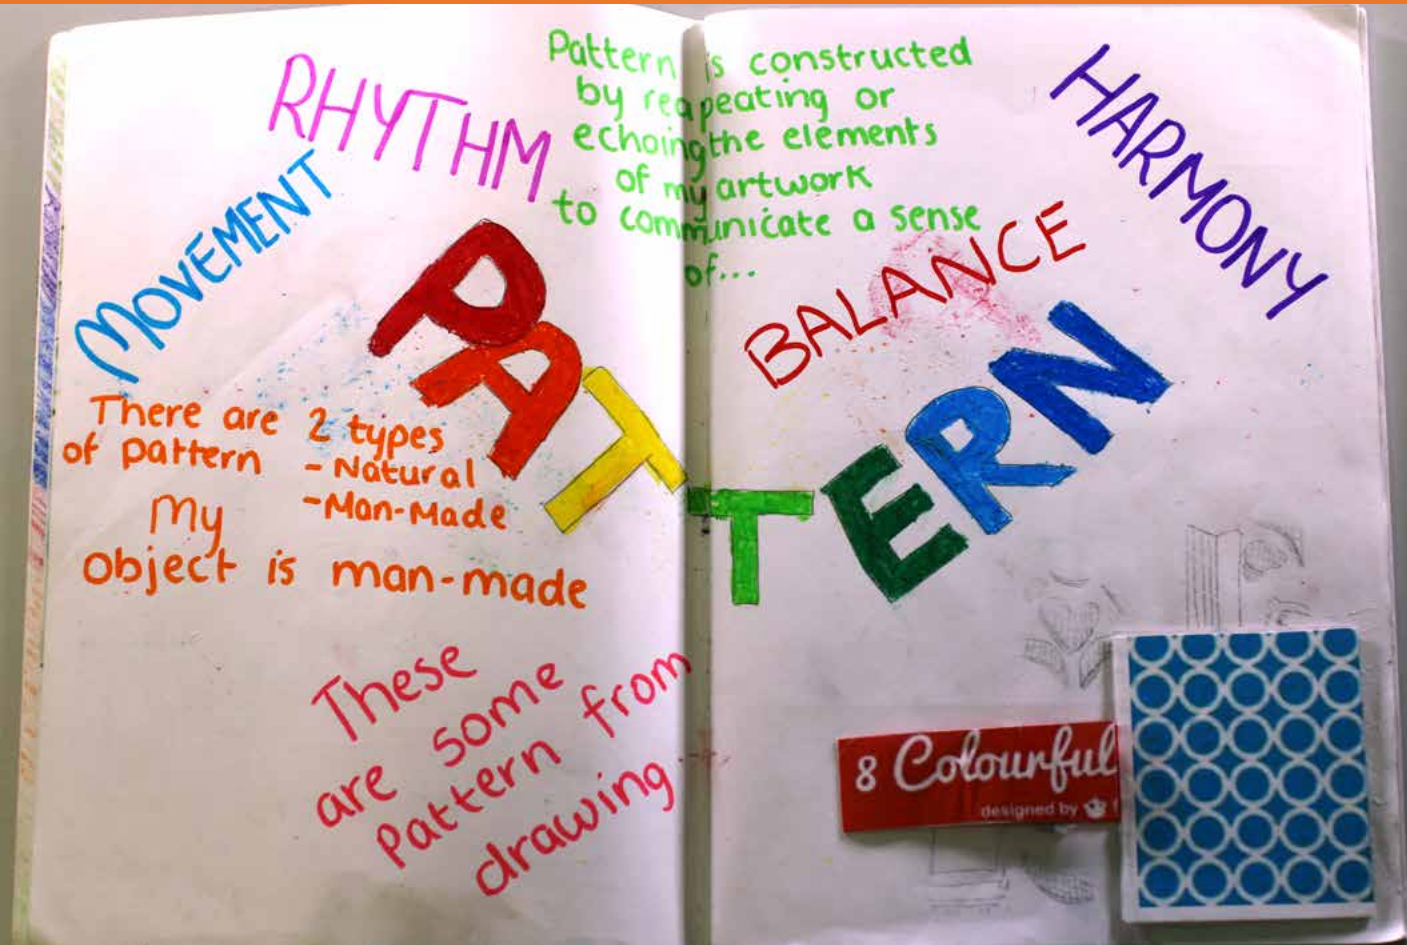 RHYTHM
Pattern is constructed
by reapeating or
echoing the elements
of my artwork
to communicate a sense
of...
HARMONY
MOVEMENT
BALANCE
PATTERN
There are 2 types
of pattern - Natural
-Man-Made
My
object is man-made
These
are some
Pattern from
drawing
8 Colourful
designed by